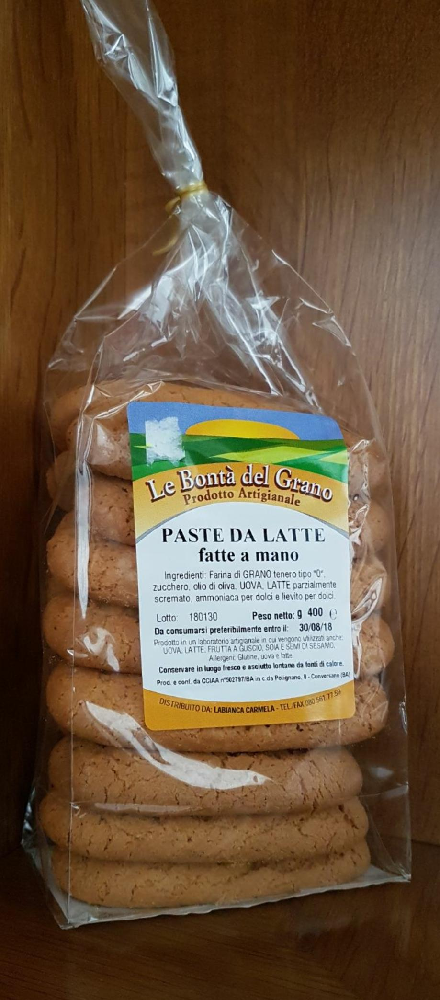 Le Bontà del Grano
Prodotto Artigianale
PASTE DA LATTE
fatte a mano
Ingredienti: Farina di GRANO tenero tipo "0",
zucchero, olio di oliva, UOVA, LATTE parzialmente
scremato, ammoniaca per dolci e lievito per dolci.
Lotto: 180130 Peso netto: g 400 ℮
Da consumarsi preferibilmente entro il: 30/08/18
Prodotto in un laboratorio artigianale in cui vengono utilizzati anche:
UOVA, LATTE, FRUTTA A GUSCIO, SOIA E SEMI DI SESAMO.
Allergeni: Glutine, uova e latte
Conservare in luogo fresco e asciutto lontano da fonti di calore.
Prod. e conf. da CCIAA n°502797/BA in c.da Polignano, 8 - Conversano (BA)
DISTRIBUITO DA: LABIANCA CARMELA - TEL./FAX 080.561.77.59